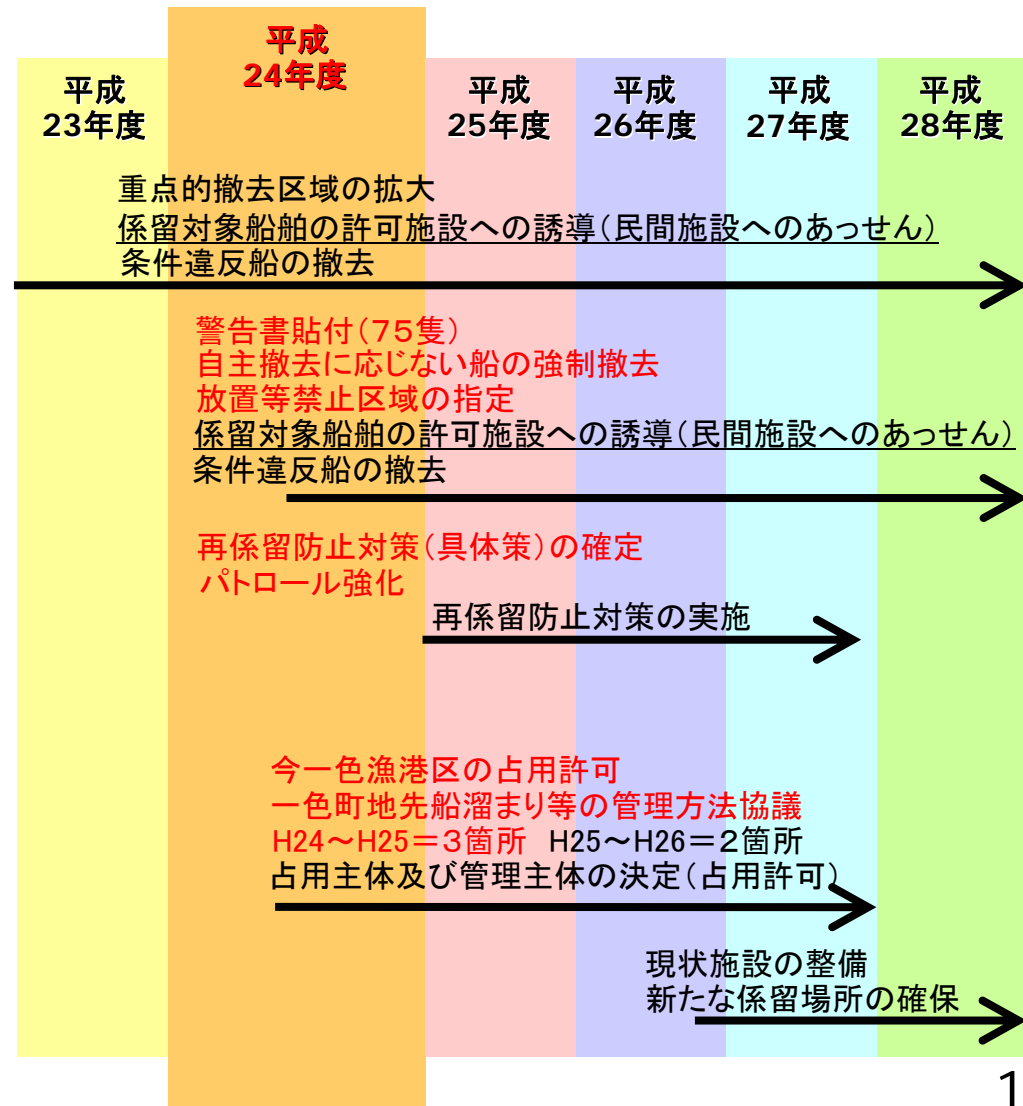 平成
23年度
平成
24年度
平成
25年度
平成
26年度
平成
27年度
平成
28年度
重点的撤去区域の拡大
係留対象船舶の許可施設への誘導(民間施設へのあっせん)
条件違反船の撤去
警告書貼付(75隻)
自主撤去に応じない船の強制撤去
放置等禁止区域の指定
係留対象船舶の許可施設への誘導(民間施設へのあっせん)
条件違反船の撤去
再係留防止対策(具体策)の確定
パトロール強化
再係留防止対策の実施
今一色漁港区の占用許可
一色町地先船溜まり等の管理方法協議
H24～H25＝3箇所 H25～H26＝2箇所
占用主体及び管理主体の決定(占用許可)
現状施設の整備
新たな係留場所の確保
1